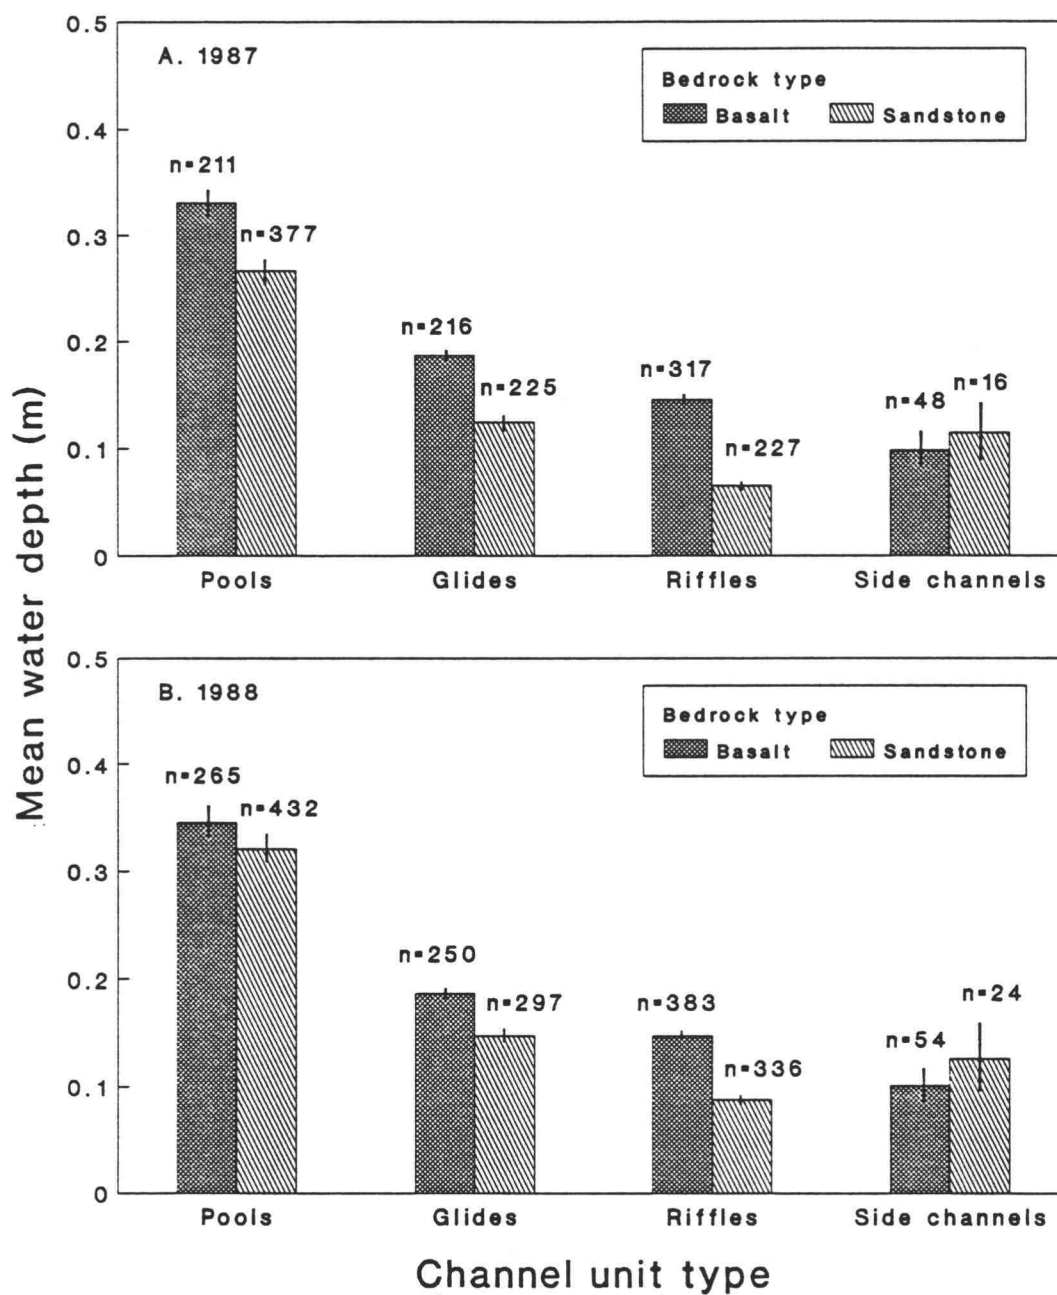 Mean water depth (m)
0.5
A. 1987
Bedrock type
Basalt Sandstone
0.4
n=211
0.3
n=377
n=216
0.2
n=225
n=317
n=227
n=48
n=16
0.1
0
Pools Glides Riffles Side channels
0.5
B. 1988
Bedrock type
Basalt Sandstone
0.4
n=265
n=432
0.3
n=250
n=297
n=383
n=336
n=54
n=24
0.2
0.1
0
Pools Glides Riffles Side channels
Channel unit type